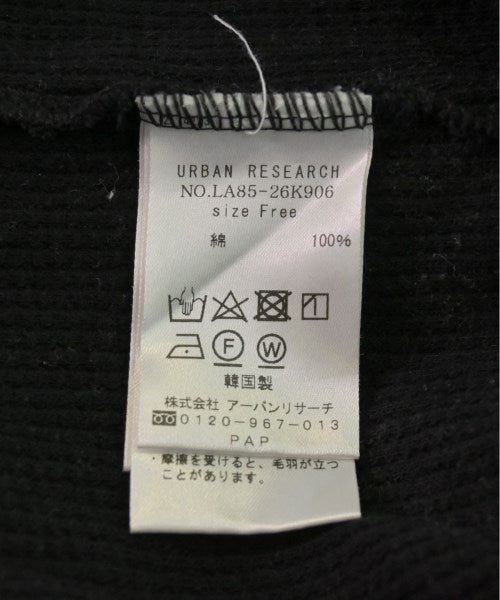 URBAN RESEARCH
NO.LA85-26K906
size Free
綿 100%
F W
韓国製
株式会社 アーバンリサーチ
0120-967-013
PAP
・摩擦を受けると、毛羽が立つ
ことがあります。